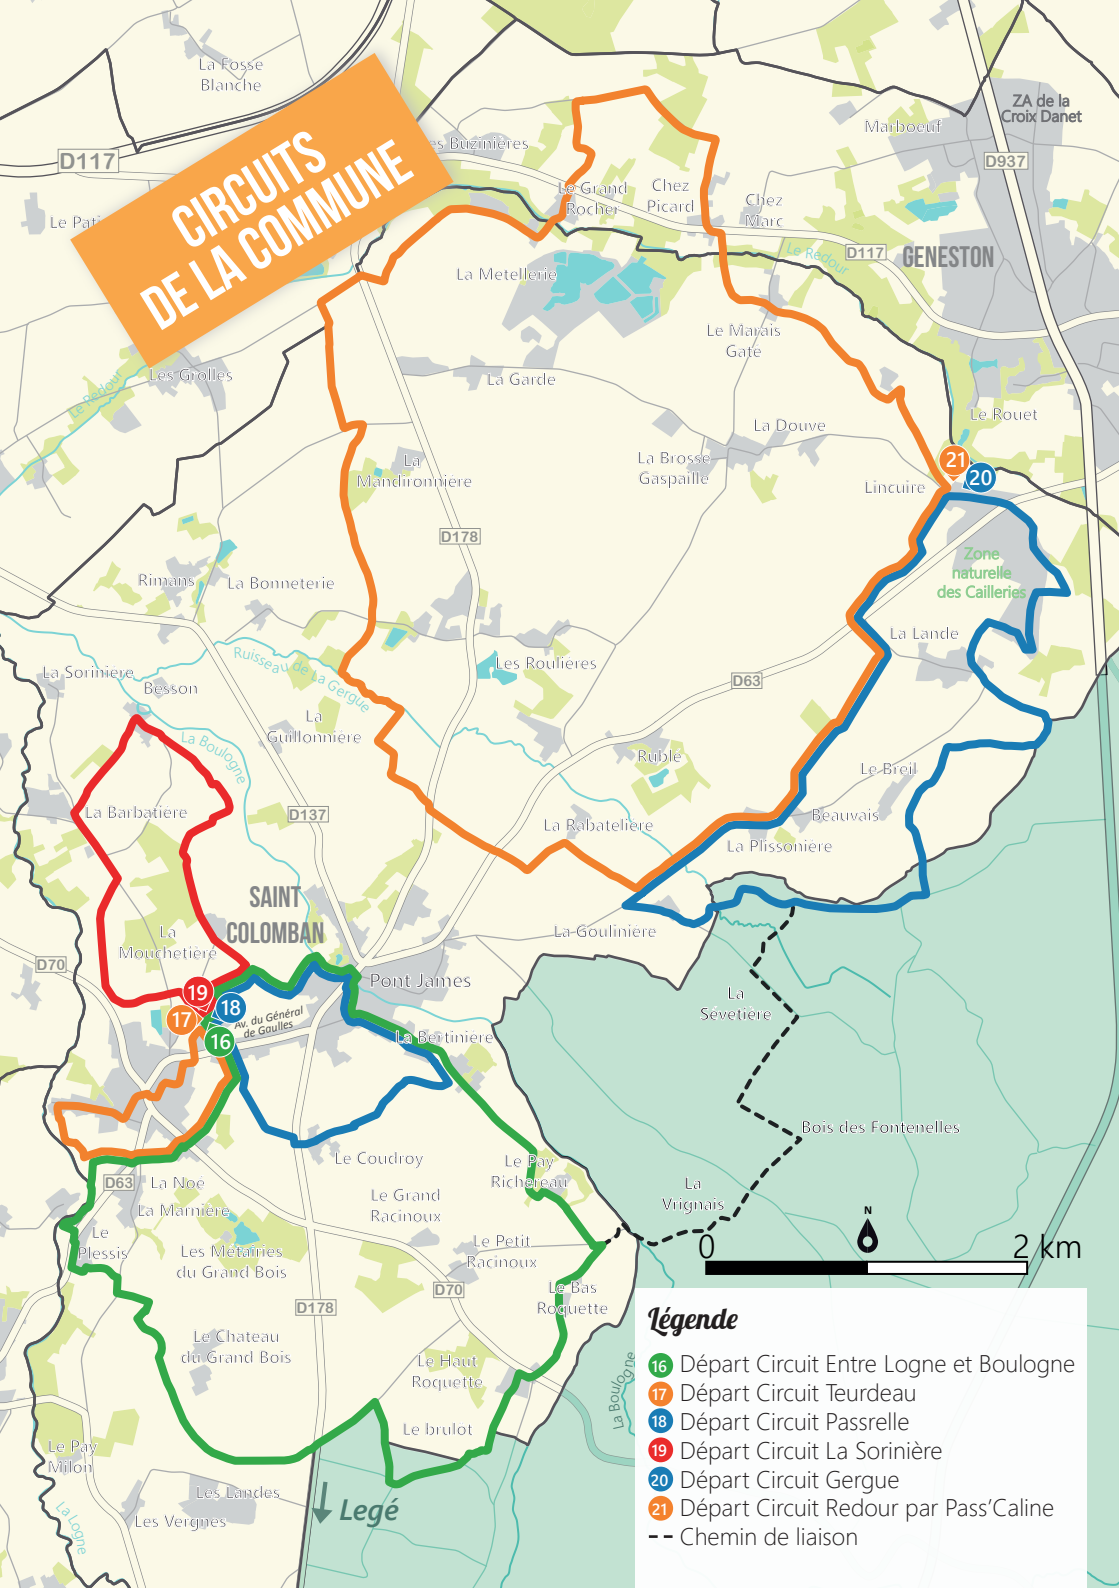 CIRCUITS
DE LA COMMUNE
La Fosse
Blanche
D117
Le Pati
es Buzinières
Le Grand
Rocher
Chez
Picard
Chez
Marc
Marboeuf
ZA de la
Croix Danet
D937
GENESTON
D117
Le Redour
La Metellerie
Le Marais
Gate
Les Grolles
Le Redour
La Garde
La Douve
Le Rouet
La Brosse
Gaspaille
La
Mandironnière
Lincuire
21
20
D178
Zone
naturelle
des Cailleries
Rimans
La Bonneterie
La Lande
Ruisseau de La Gergue
Les Roulières
La Sorinière
Besson
D63
La
Guillonnière
La Boulogne
Rublé
Le Breil
La Barbatière
D137
La Rabatelière
Beauvais
La Plissonière
SAINT
COLOMBAN
La
Mouchetière
La Goulinière
D70
Pont James
19
18
17
16
Av. du Général
de Gaulles
La
Sévetière
La Bertinière
Bois des Fontenelles
Le Coudroy
Le Pay
Richereau
D63
La Noé
La Marnière
Le Grand
Racinoux
La
Vrignais
Le
Plessis
Les Métairies
du Grand Bois
Le Petit
Racinoux
N
0
2 km
D70
Le Bas
Roquette
D178
Le Chateau
du Grand Bois
Le Haut
Roquette
La Boulogne
Le brulot
Le Pay
Milon
Les Landes
Les Vergnes
La Logne
Legé
Légende
16 Départ Circuit Entre Logne et Boulogne
17 Départ Circuit Teurdeau
18 Départ Circuit Passrelle
19 Départ Circuit La Sorinière
20 Départ Circuit Gergue
21 Départ Circuit Redour par Pass'Caline
Chemin de liaison